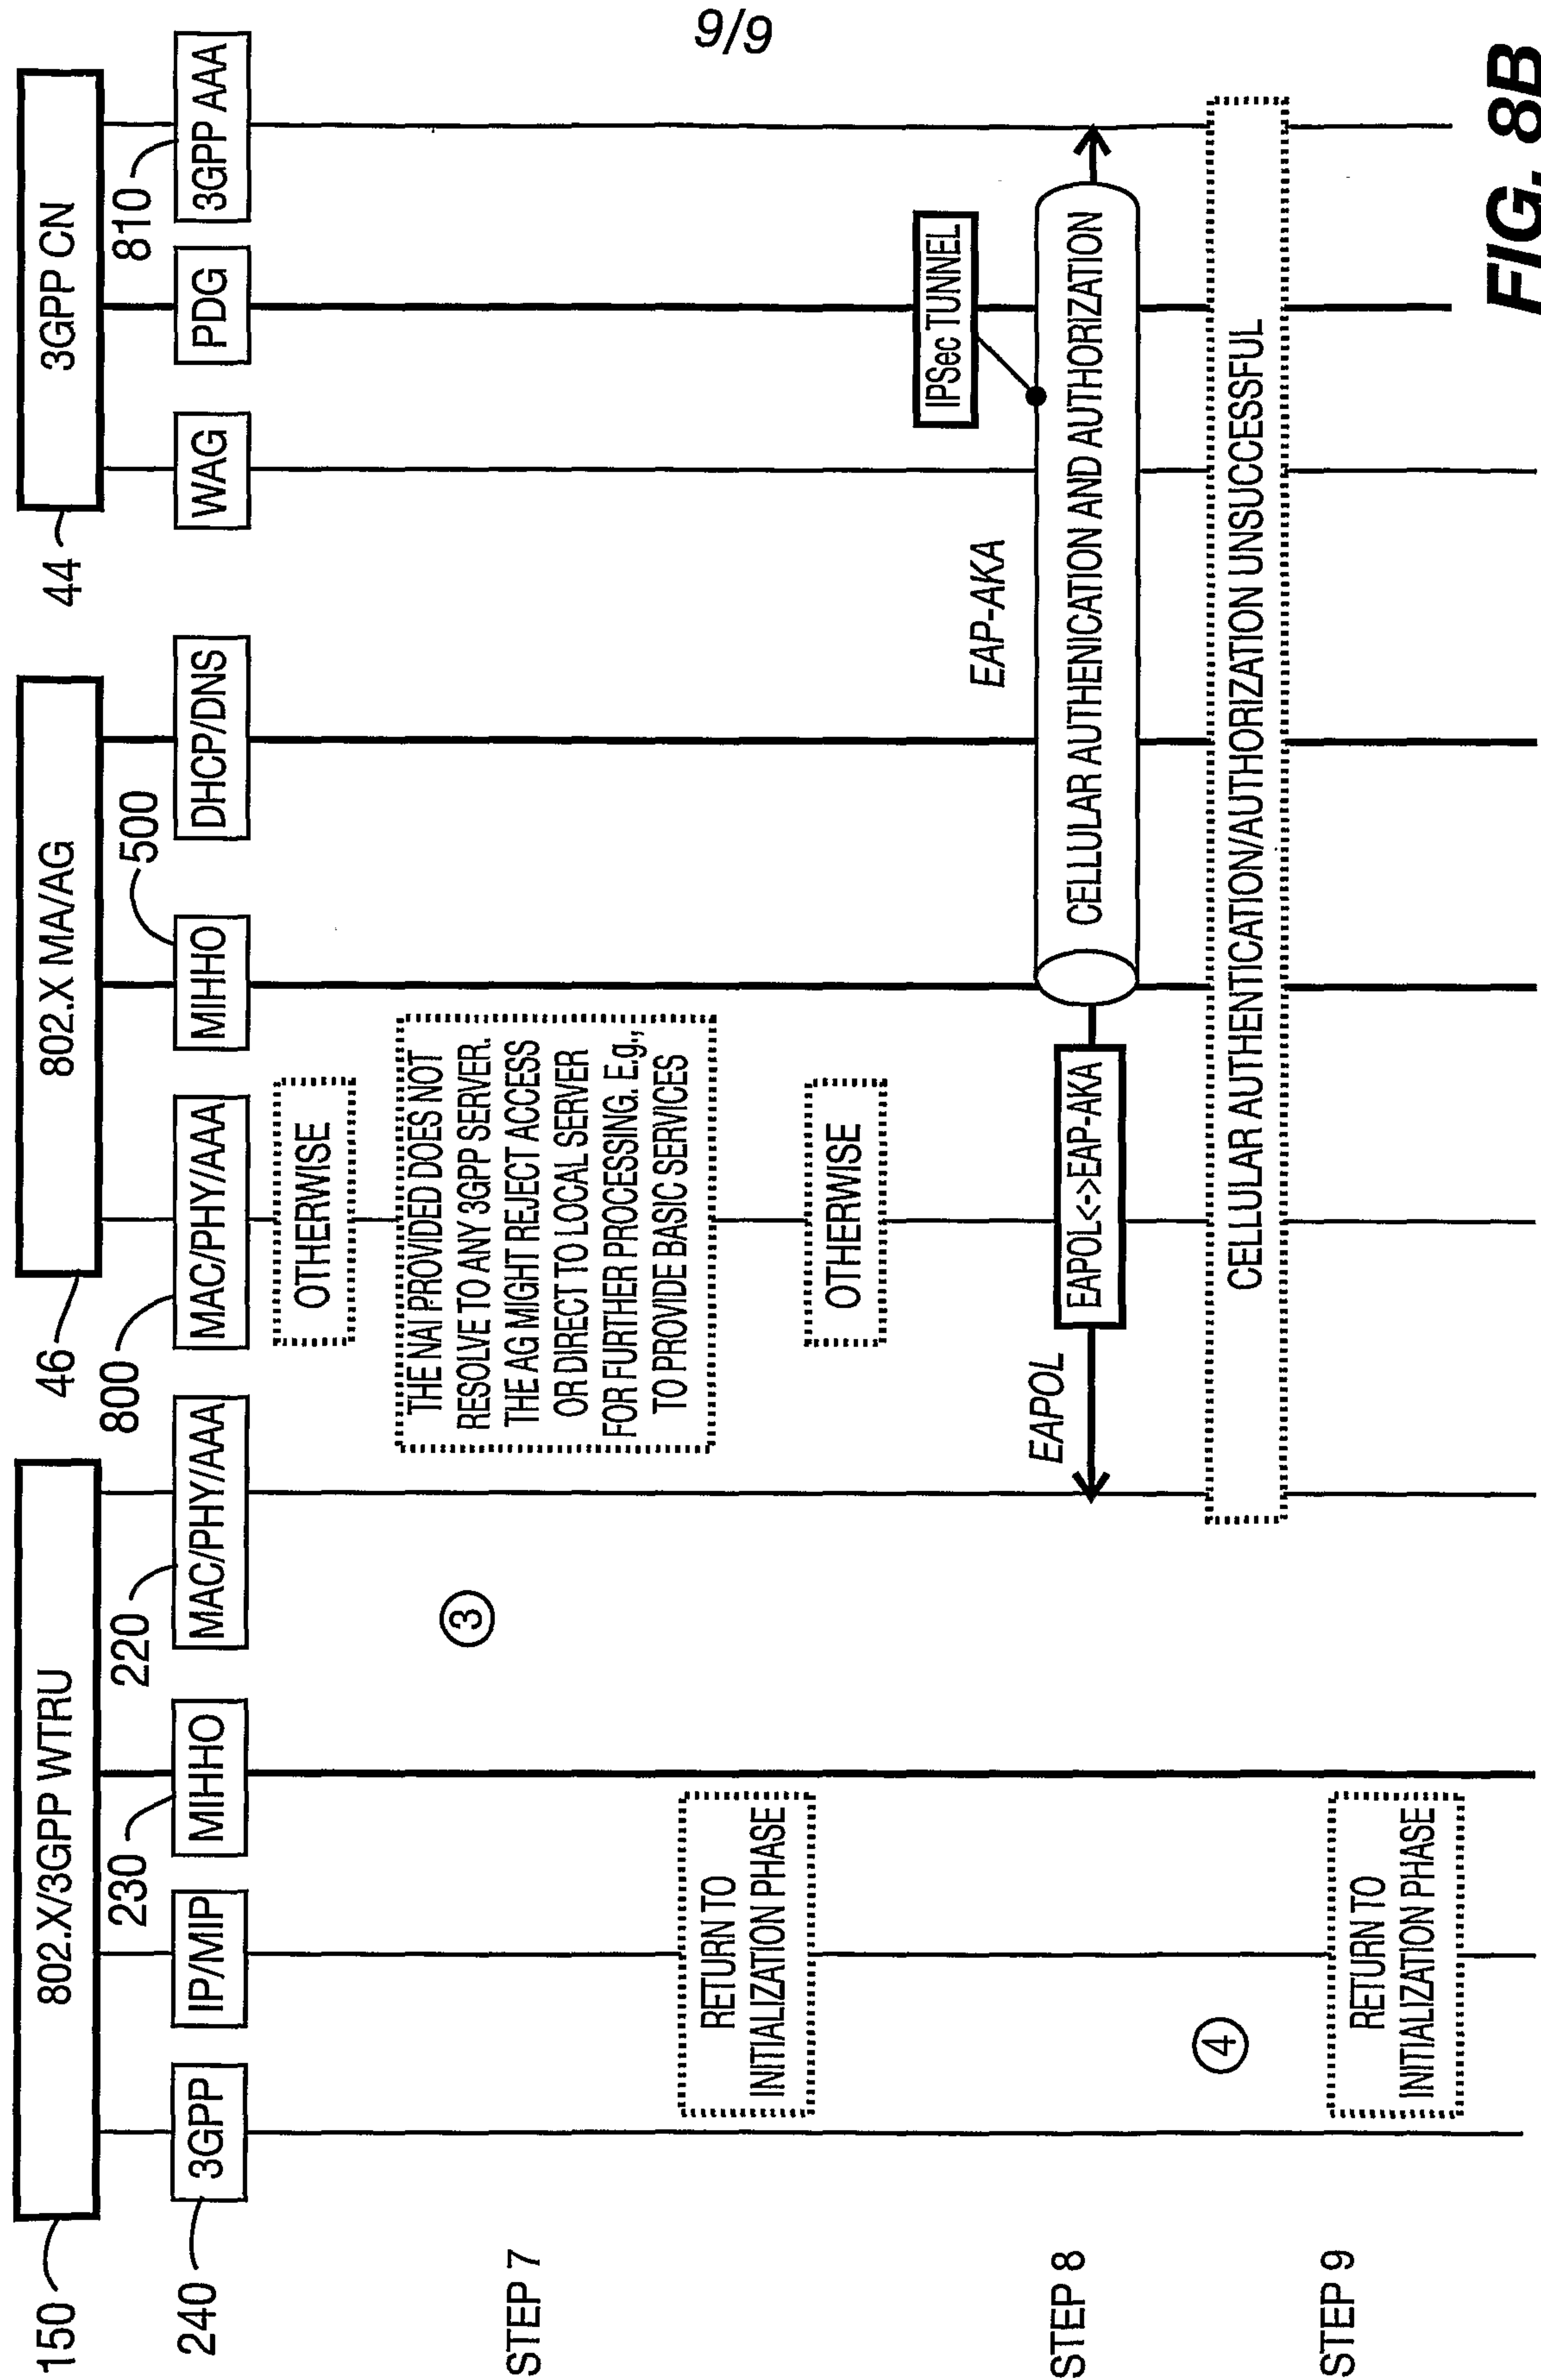 9/9
802.X/3GPP WTRU
802.X MA/AG
3GPP CN
150
46
44
240
230
220
800
500
810
3GPP
IP/MIP
MIHHO
MAC/PHY/AAA
MAC/PHY/AAA
MIHHO
DHCP/DNS
WAG
PDG
3GPP AAA
OTHERWISE
STEP 7
3
THE NAI PROVIDED DOES NOT
RESOLVE TO ANY 3GPP SERVER.
THE AG MIGHT REJECT ACCESS
OR DIRECT TO LOCAL SERVER
FOR FURTHER PROCESSING. E.g.,
TO PROVIDE BASIC SERVICES
RETURN TO
INITIALIZATION PHASE
OTHERWISE
IPSec TUNNEL
EAP-AKA
STEP 8
EAPOL
EAPOL<->EAP-AKA
CELLULAR AUTHENICATION AND AUTHORIZATION
4
CELLULAR AUTHENTICATION/AUTHORIZATION UNSUCCESSFUL
STEP 9
RETURN TO
INITIALIZATION PHASE
FIG. 8B